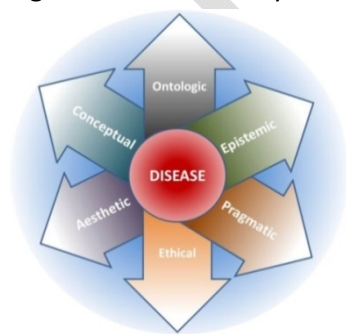 Ontologic
Conceptual
Epistemic
DISEASE
Aesthetic
Pragmatic
Ethical